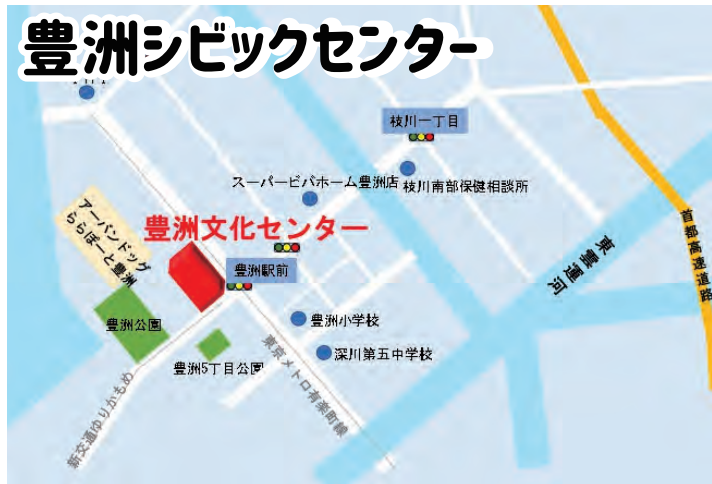 豊洲シビックセンター
枝川一丁目
スーパービバホーム豊洲店
枝川南部保健相談所
アーバンドッグ
ららぽーと豊洲
豊洲文化センター
豊洲駅前
東雲運河
首都高速道路
豊洲公園
豊洲小学校
豊洲5丁目公園
深川第五中学校
東京メトロ有楽町線
新交通ゆりかもめ